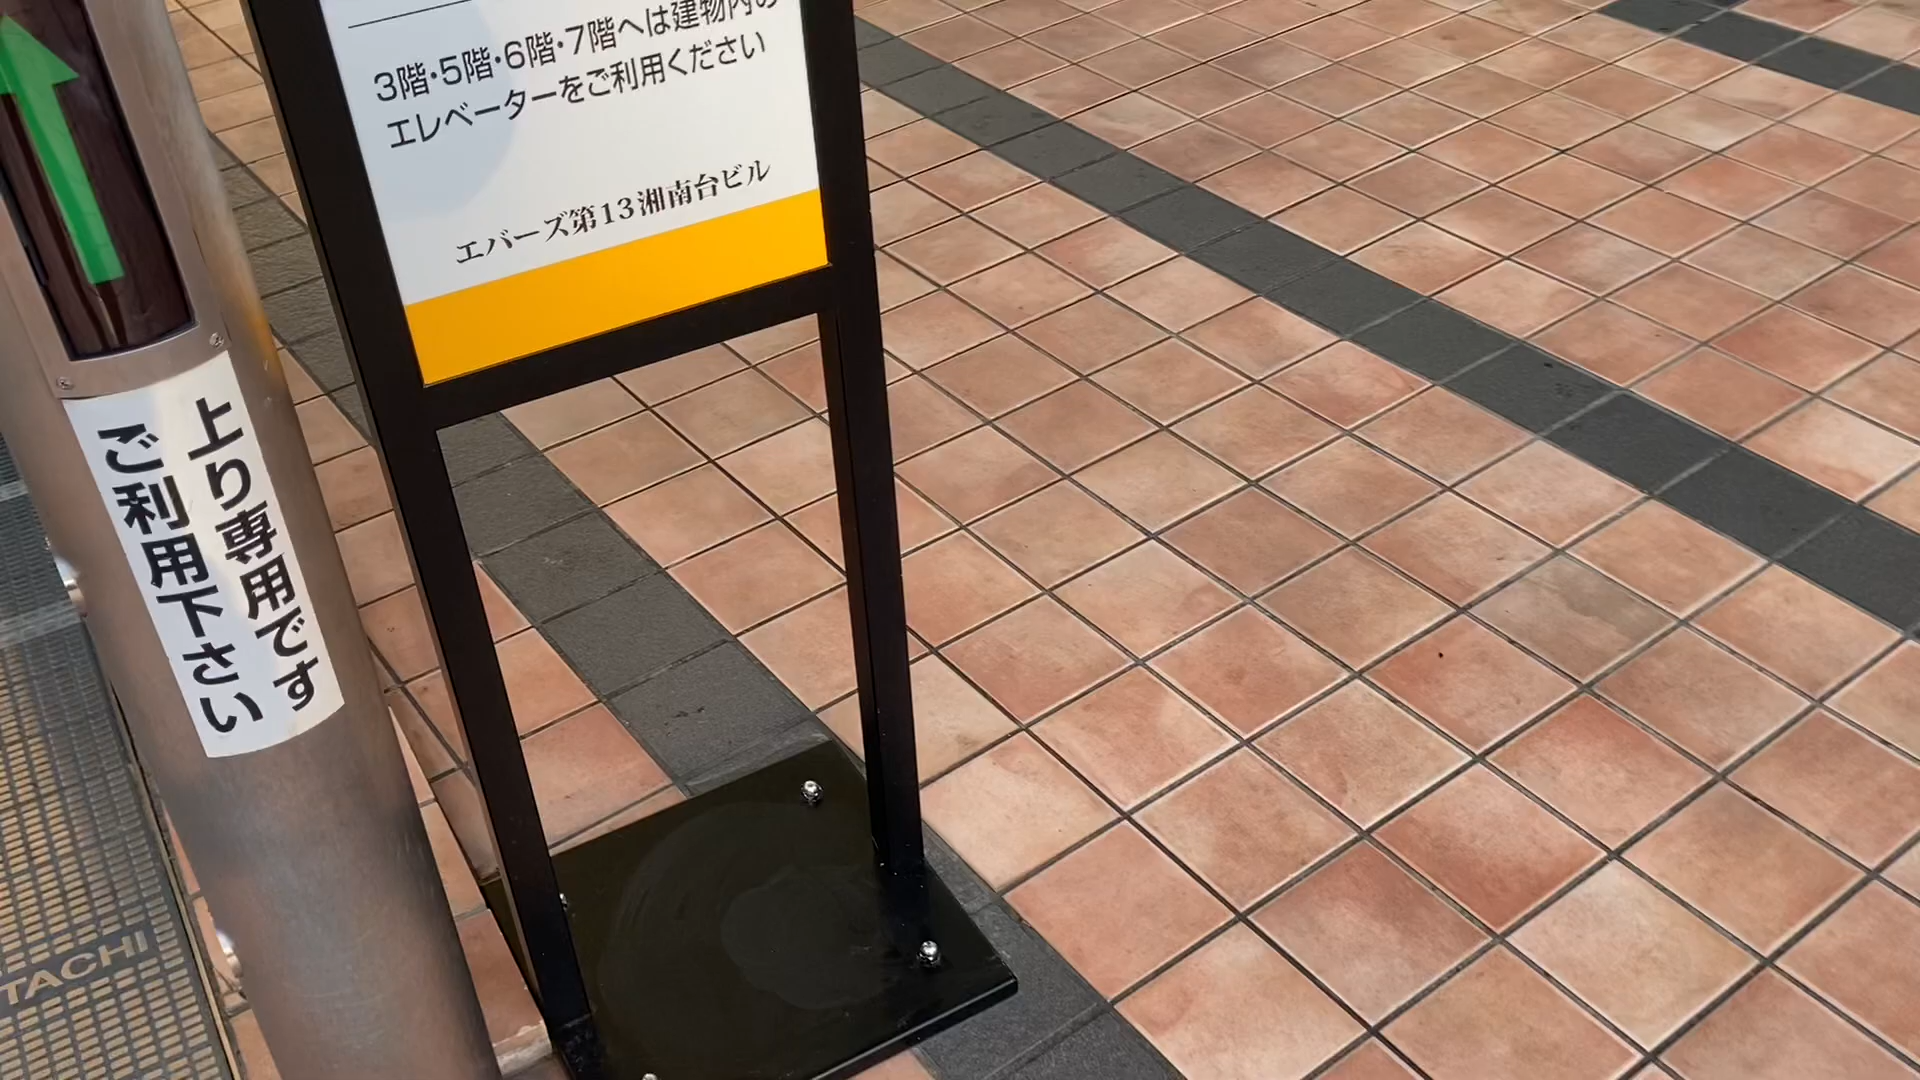 3階・5階・6階・7階へは建物内の
エレベーターをご利用ください
エバーズ第13湘南台ビル
上り専用です
ご利用下さい
TACHI